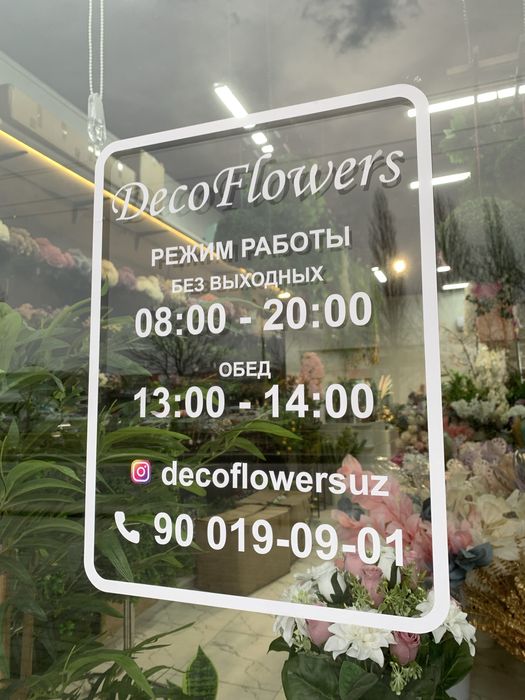 DecoFlowers
РЕЖИМ РАБОТЫ
БЕЗ ВЫХОДНЫХ
08:00 - 20:00
ОБЕД
13:00 - 14:00
decoflowersuz
90 019-09-01